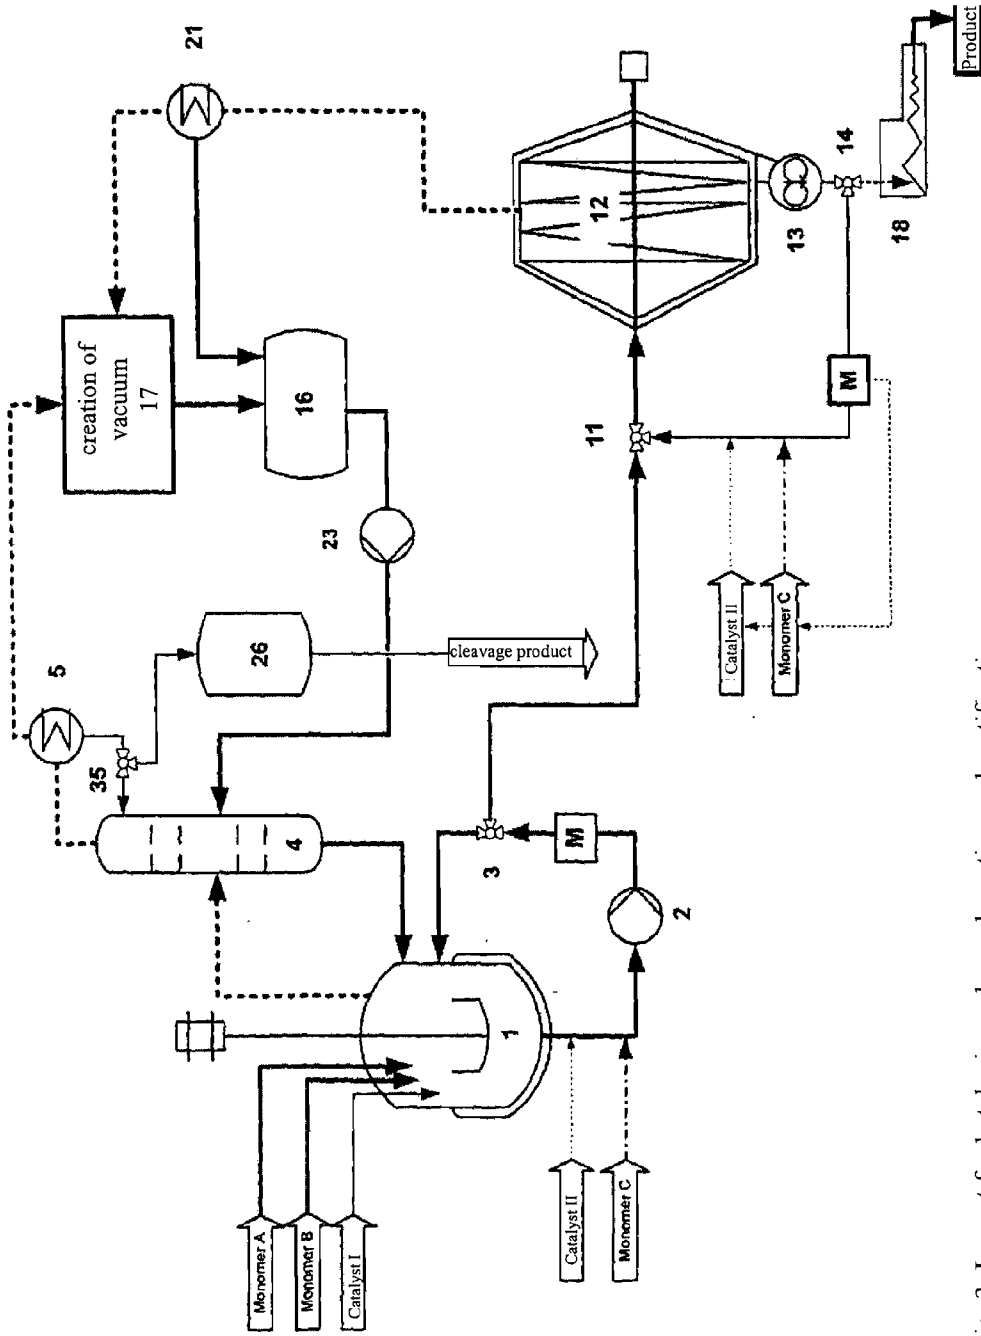 Monomer A
Monomer B
Catalyst I
Catalyst II
Monomer C
1
2
M
3
4
5
35
26
cleavage product
creation of
vacuum
17
16
23
21
11
12
13
14
18
M
Catalyst II
Monomer C
Product